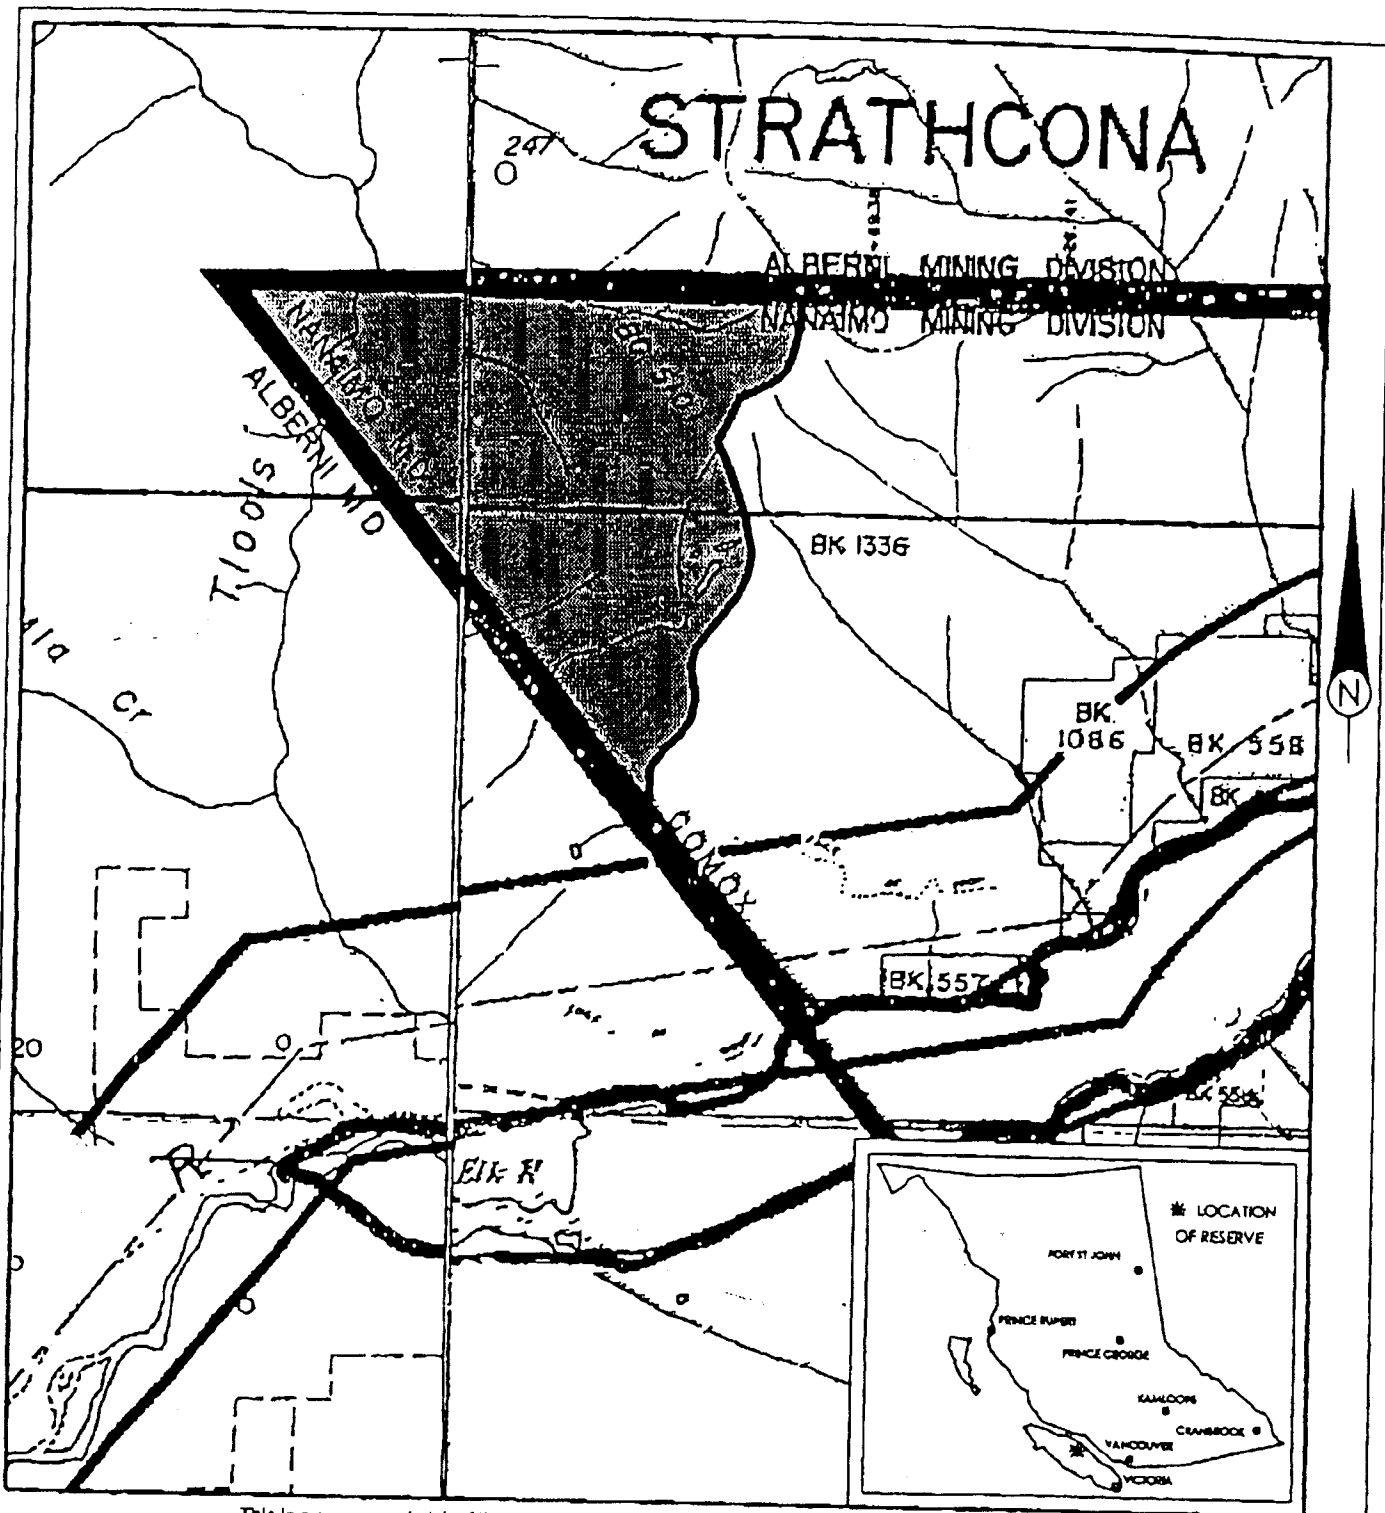 STRATHCONA
247
ALBERNI MINING DIVISION
NANAIMO MINING DIVISION
NANAIMO MD
ALBERNI MD
Tlools
BK 1336
Cr
BK
1086
BK 558
BK
COMOX
BK 557
20
Elk R
N
LOCATION
OF RESERVE
FORT ST JOHN
PRINCE RUPERT
PRINCE GEORGE
KAMLOOPS
CRANBROOK
VANCOUVER
VICTORIA